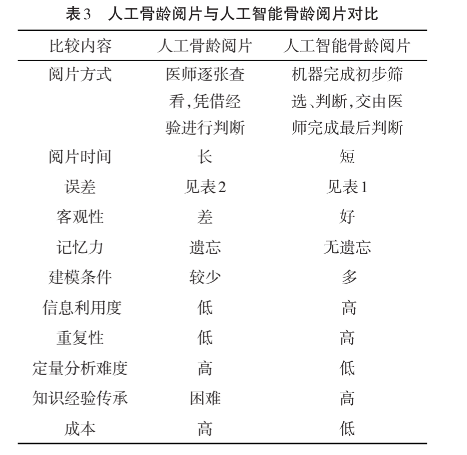 表3 人工骨龄阅片与人工智能骨龄阅片对比
比较内容 人工骨龄阅片 人工智能骨龄阅片
阅片方式 医师逐张查 机器完成初步筛
看,凭借经 选、判断,交由医
验进行判断 师完成最后判断
阅片时间 长 短
误差 见表2 见表1
客观性 差 好
记忆力 遗忘 无遗忘
建模条件 较少 多
信息利用度 低 高
重复性 低 高
定量分析难度 高 低
知识经验传承 困难 高
成本 高 低